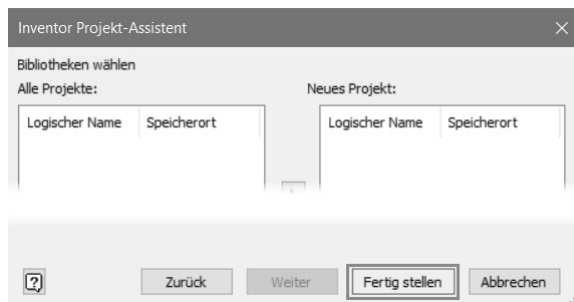 Inventor Projekt-Assistent
Bibliotheken wählen
Alle Projekte: Neues Projekt:
Logischer Name Speicherort Logischer Name Speicherort
? Zurück Weiter Fertig stellen Abbrechen